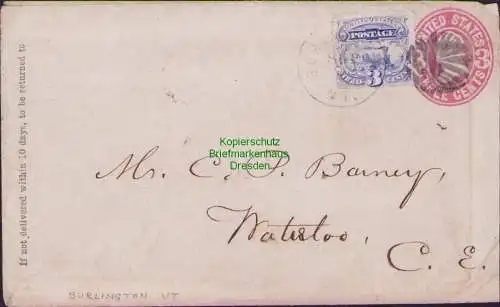 If not delivered within 10 days, to be returned to
POSTAGE
3
UNITED STATES
THREE CENTS
Kopierschutz
Briefmarkenhaus
Dresden
Mr. C. S. Barney,
Waterloo,
C. E.
BURLINGTON VT